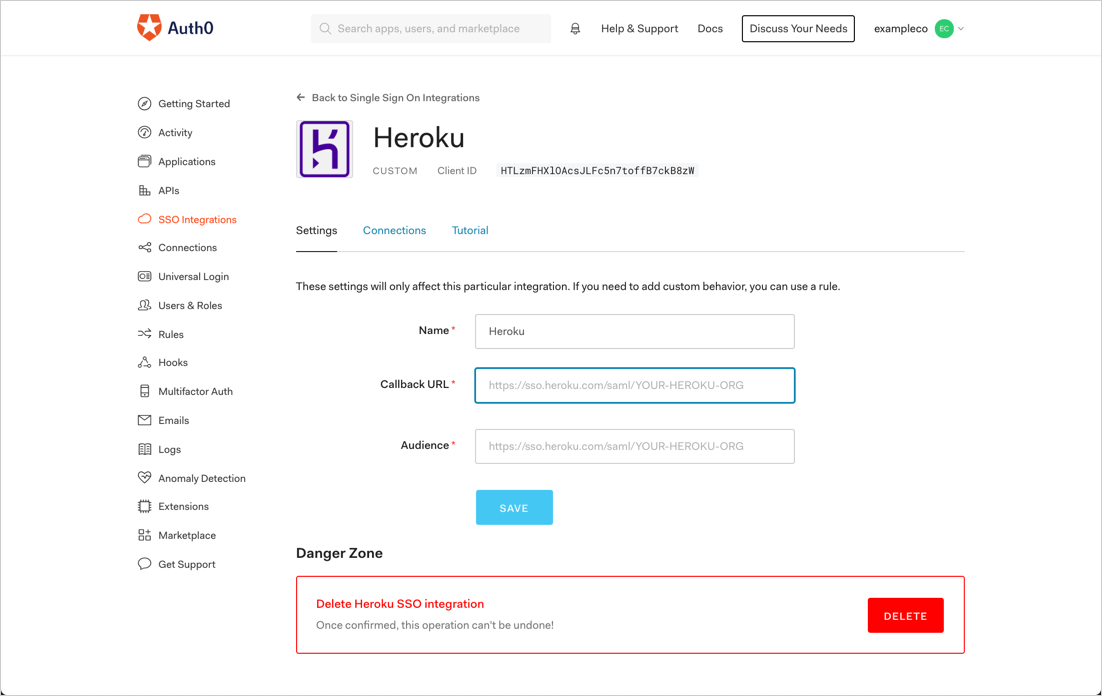 Auth0
Search apps, users, and marketplace
Help & Support
Docs
Discuss Your Needs
exampleco
EC
Getting Started
Activity
Applications
APIs
SSO Integrations
Connections
Universal Login
Users & Roles
Rules
Hooks
Multifactor Auth
Emails
Logs
Anomaly Detection
Extensions
Marketplace
Get Support
Back to Single Sign On Integrations
Heroku
CUSTOM
Client ID
HTLzmFHXlOAcsJLFc5n7toffB7ckB8zW
Settings
Connections
Tutorial
These settings will only affect this particular integration. If you need to add custom behavior, you can use a rule.
Name*
Heroku
Callback URL*
https://sso.heroku.com/saml/YOUR-HEROKU-ORG
Audience*
https://sso.heroku.com/saml/YOUR-HEROKU-ORG
SAVE
Danger Zone
Delete Heroku SSO integration
Once confirmed, this operation can't be undone!
DELETE